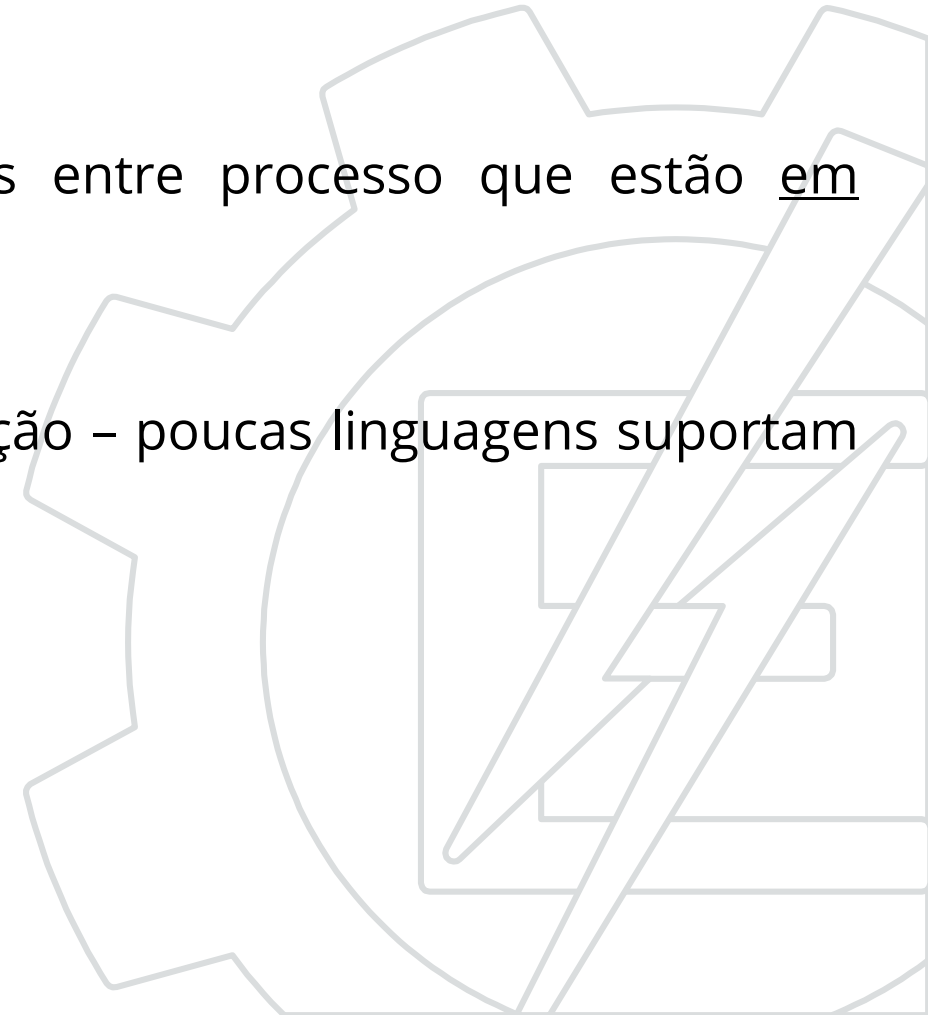 s entre processo que estão em
ção – poucas linguagens suportam